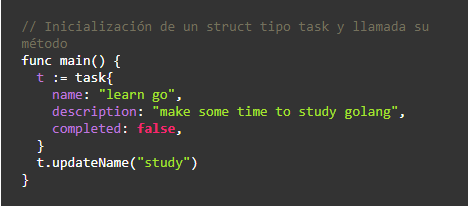 // Inicialización de un struct tipo task y llamada su
método
func main() {
  t := task{
    name: "learn go",
    description: "make some time to study golang",
    completed: false,
  }
  t.updateName("study")
}